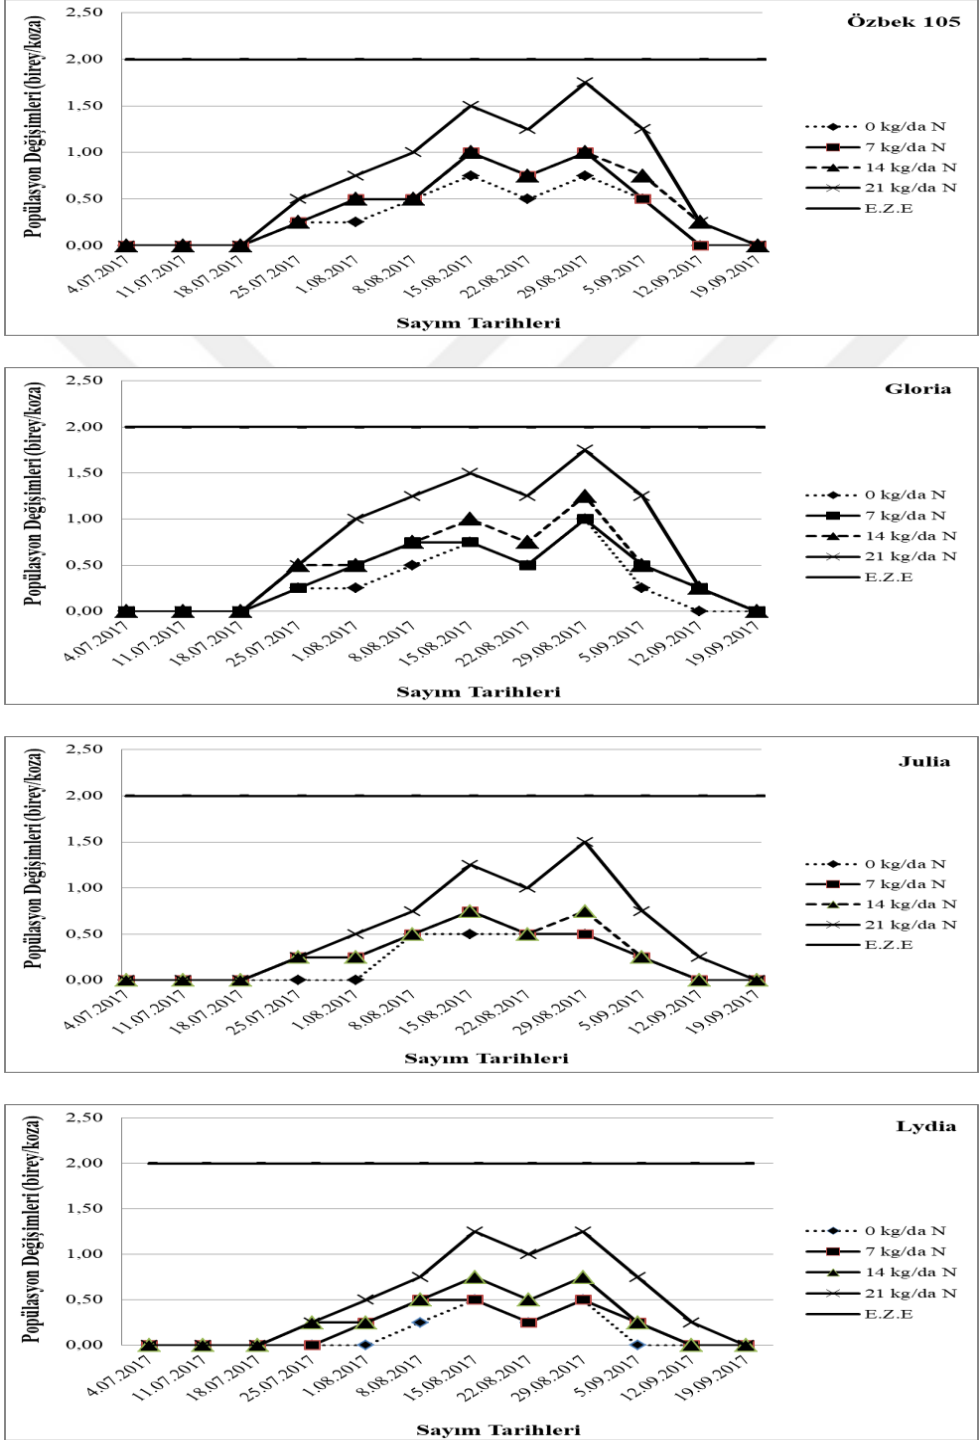 Özbek 105
Popülasyon Değişimleri (birey/koza)
2,50
2,00
1,50
1,00
0,50
0,00
4.07.2017
11.07.2017
18.07.2017
25.07.2017
1.08.2017
8.08.2017
15.08.2017
22.08.2017
29.08.2017
5.09.2017
12.09.2017
19.09.2017
Sayım Tarihleri
0 kg/da N
7 kg/da N
14 kg/da N
21 kg/da N
E.Z.E
Gloria
Popülasyon Değişimleri (birey/koza)
2,50
2,00
1,50
1,00
0,50
0,00
4.07.2017
11.07.2017
18.07.2017
25.07.2017
1.08.2017
8.08.2017
15.08.2017
22.08.2017
29.08.2017
5.09.2017
12.09.2017
19.09.2017
Sayım Tarihleri
0 kg/da N
7 kg/da N
14 kg/da N
21 kg/da N
E.Z.E
Julia
Popülasyon Değişimleri (birey/koza)
2,50
2,00
1,50
1,00
0,50
0,00
4.07.2017
11.07.2017
18.07.2017
25.07.2017
1.08.2017
8.08.2017
15.08.2017
22.08.2017
29.08.2017
5.09.2017
12.09.2017
19.09.2017
Sayım Tarihleri
0 kg/da N
7 kg/da N
14 kg/da N
21 kg/da N
E.Z.E
Lydia
Popülasyon Değişimleri (birey/koza)
2,50
2,00
1,50
1,00
0,50
0,00
4.07.2017
11.07.2017
18.07.2017
25.07.2017
1.08.2017
8.08.2017
15.08.2017
22.08.2017
29.08.2017
5.09.2017
12.09.2017
19.09.2017
Sayım Tarihleri
0 kg/da N
7 kg/da N
14 kg/da N
21 kg/da N
E.Z.E